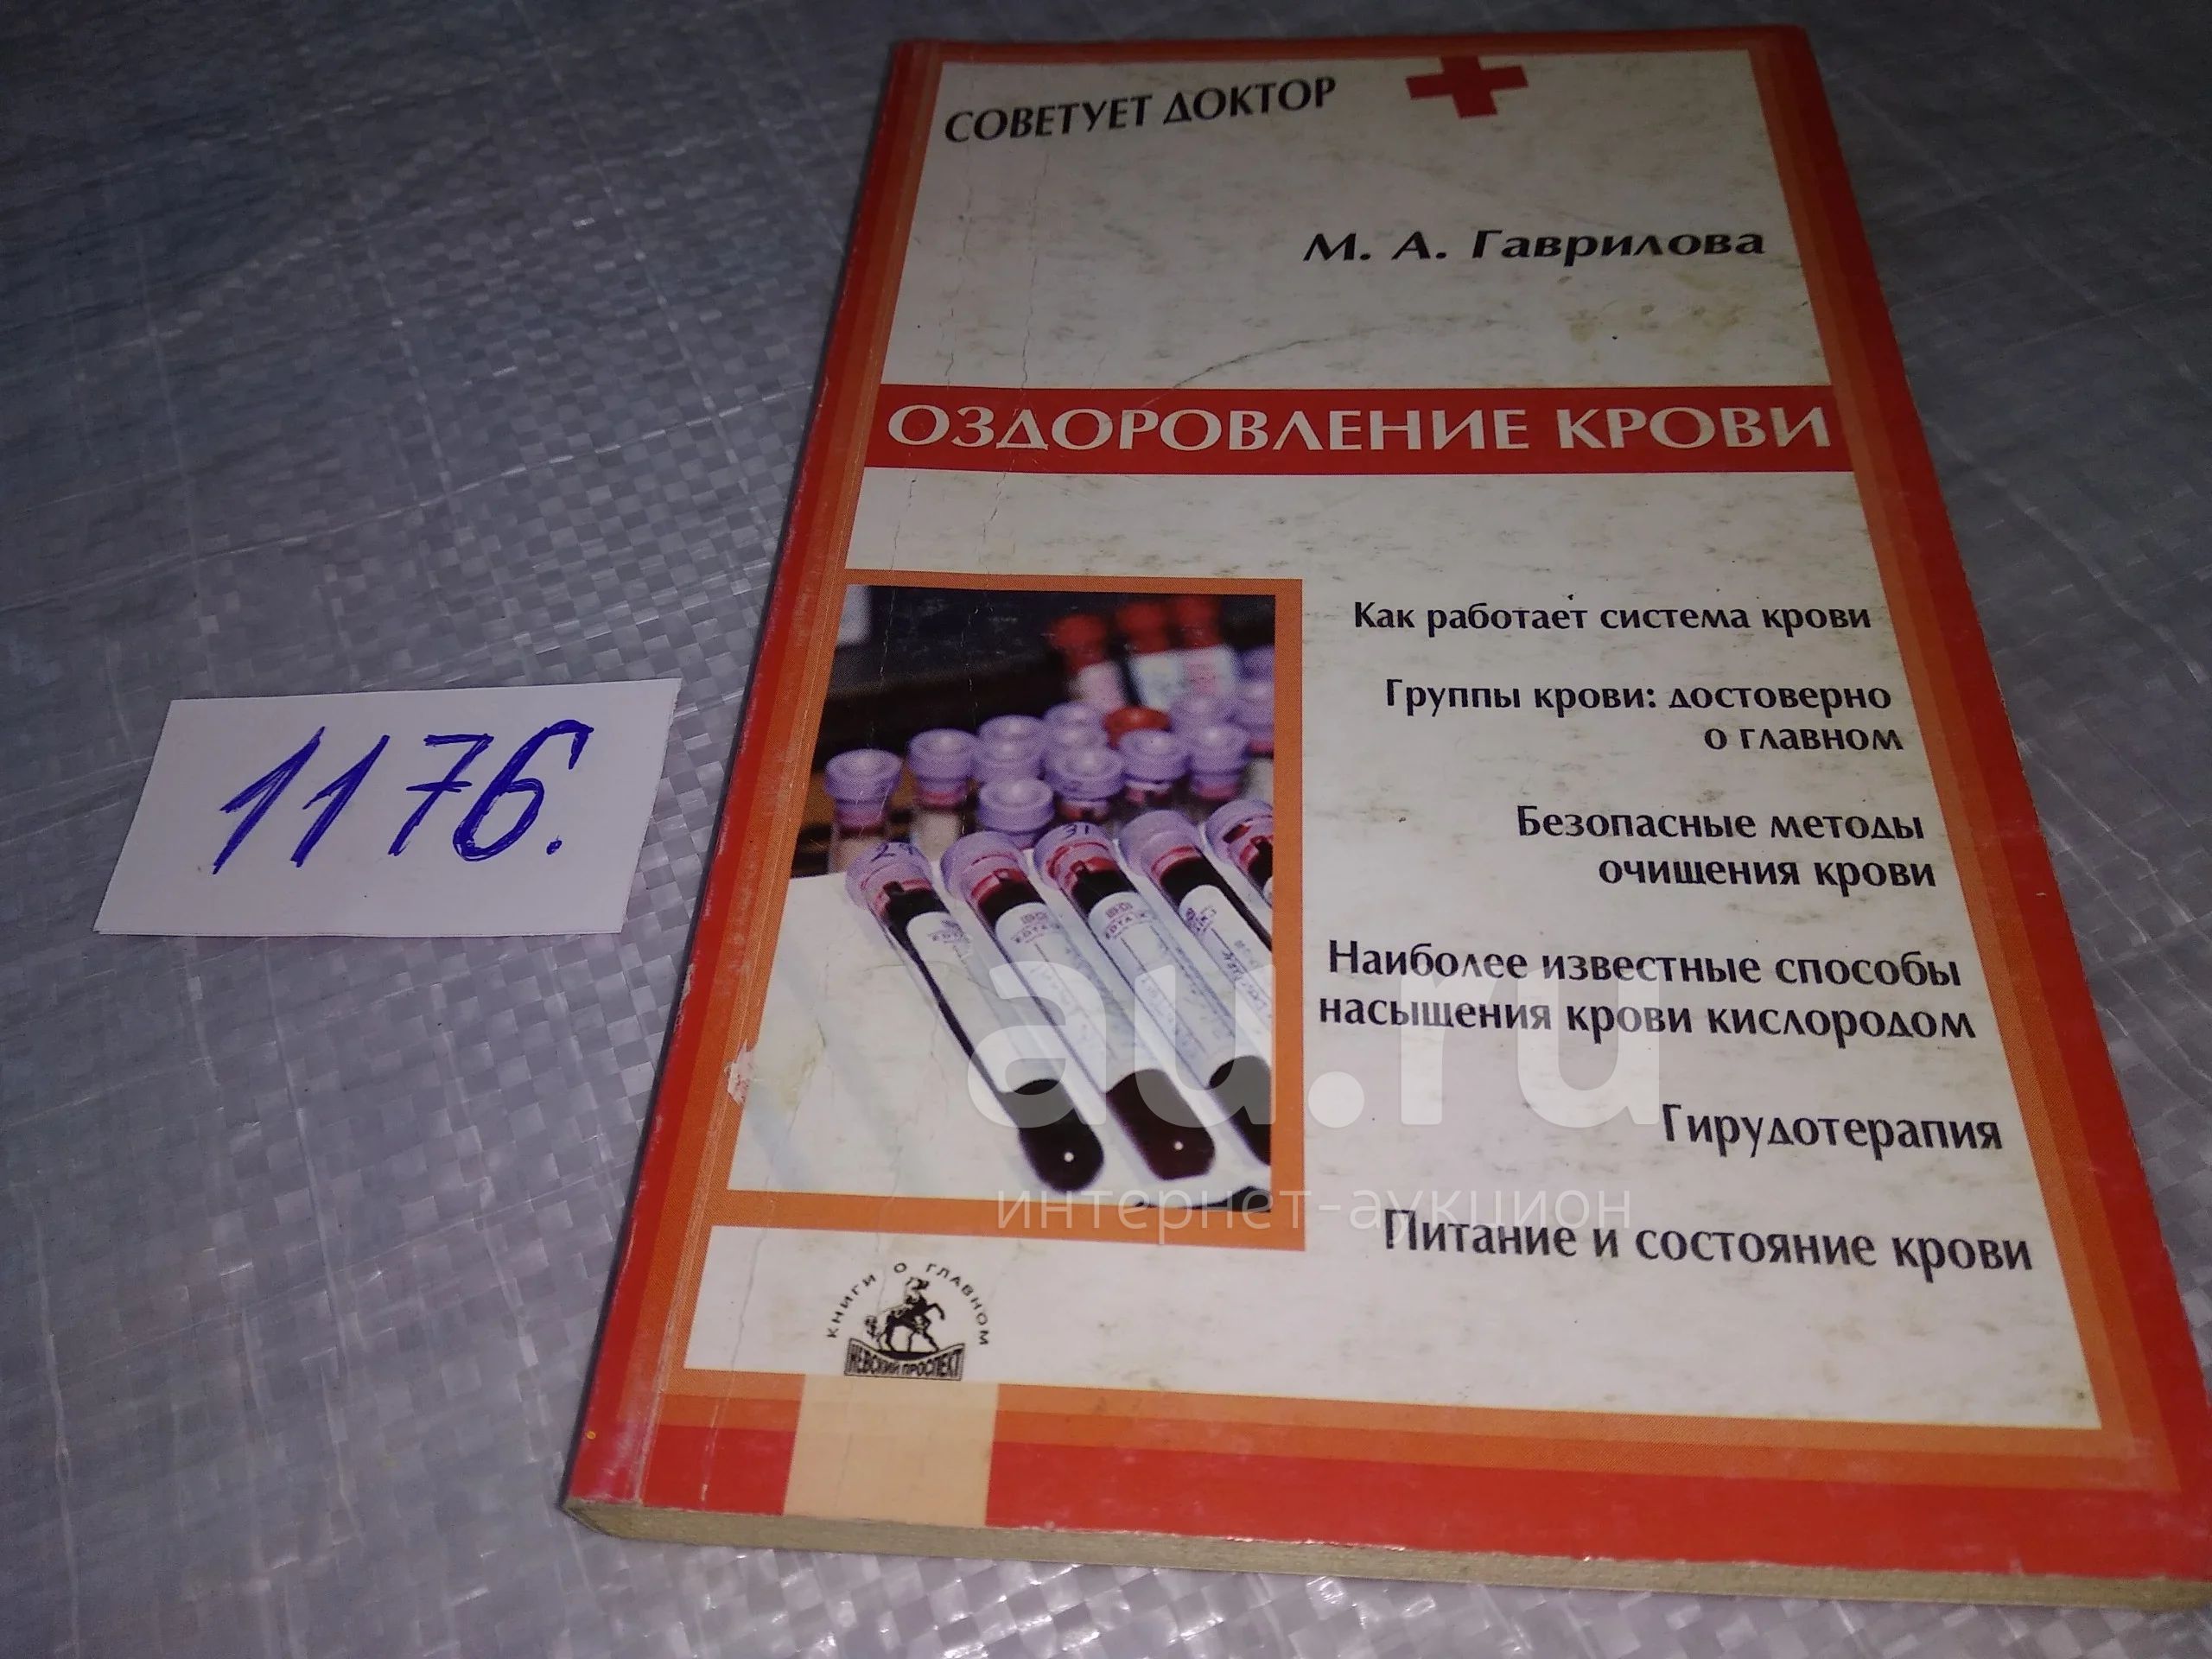 СОВЕТУЕТ ДОКТОР
М. А. Гаврилова
ОЗДОРОВЛЕНИЕ КРОВИ
Как работает система крови
Группы крови: достоверно
о главном
Безопасные методы
очищения крови
Наиболее известные способы
насыщения крови кислородом
Гирудотерапия
Питание и состояние крови
КНИГИ О ГЛАВНОМ
НЕВСКИЙ ПРОСПЕКТ
1176.
31
au.ru
интернет-аукцион